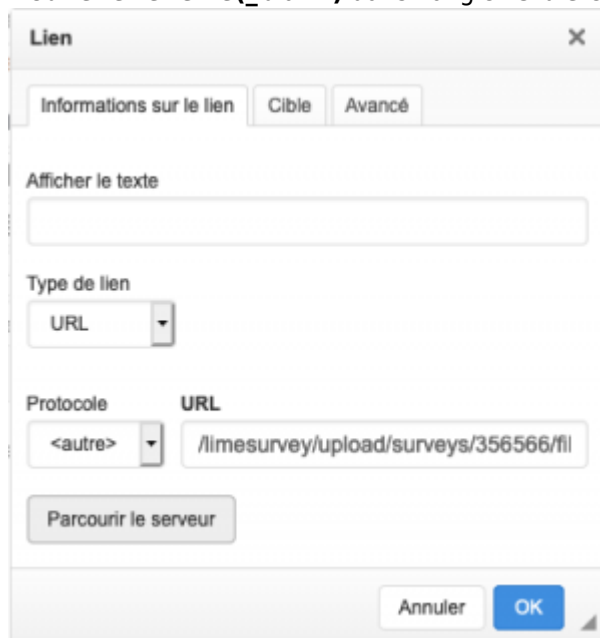 Lien
Informations sur le lien Cible Avancé
Afficher le texte
Type de lien
URL
Protocole URL
<autre> /limesurvey/upload/surveys/356566/fil
Parcourir le serveur
Annuler OK